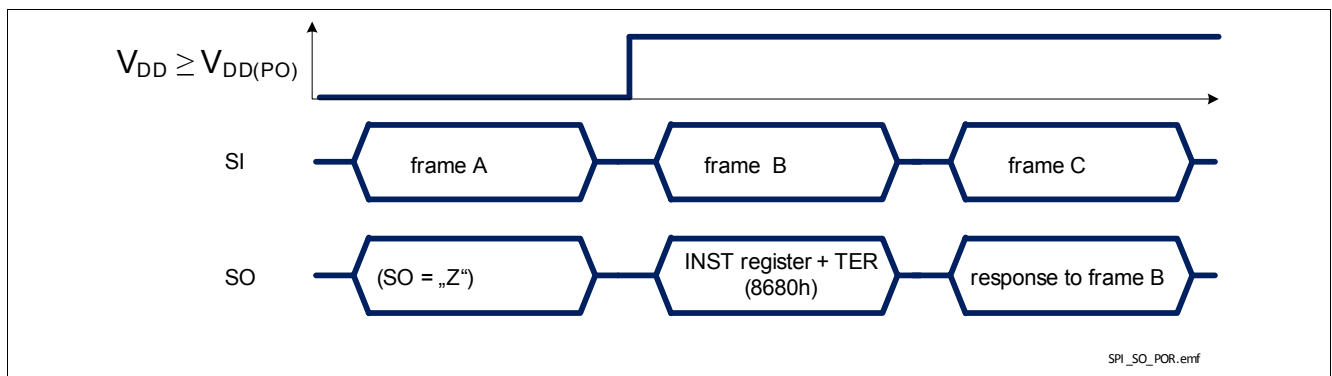 V_DD ≥ V_DD(PO)
SI
frame A
frame B
frame C
SO
(SO = „Z“)
INST register + TER
(8680h)
response to frame B
SPI_SO_POR.emf